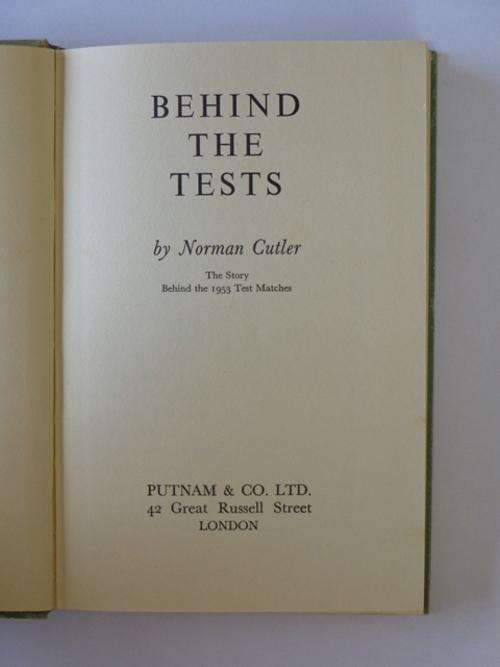 BEHIND
THE
TESTS
by Norman Cutler
The Story
Behind the 1953 Test Matches
PUTNAM & CO. LTD.
42 Great Russell Street
LONDON